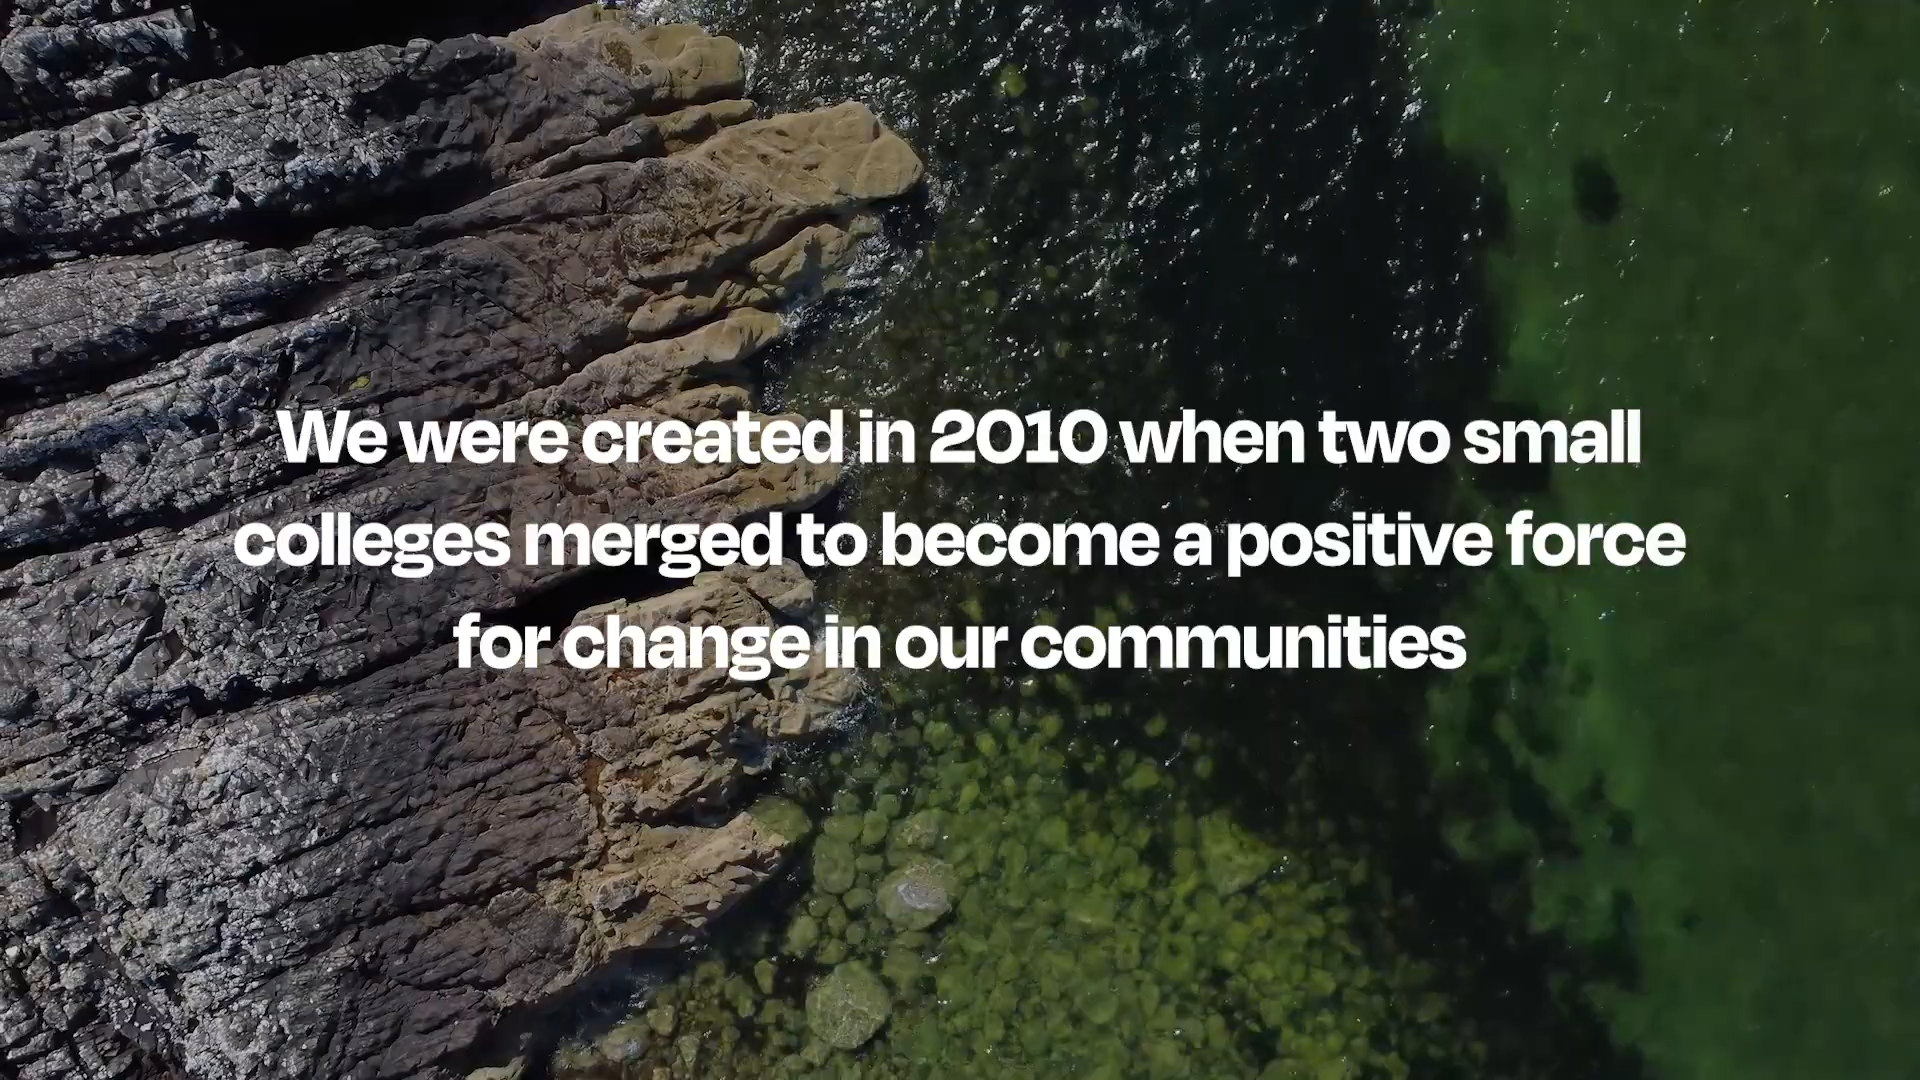 We were created in 2010 when two small
colleges merged to become a positive force
for change in our communities